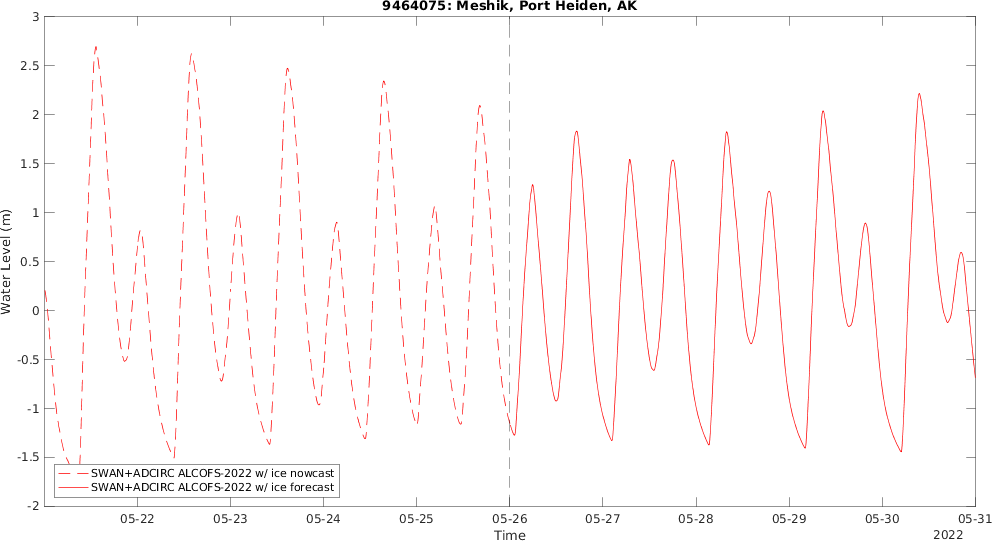 9464075: Meshik, Port Heiden, AK
3
2.5
2
1.5
1
0.5
0
-0.5
-1
-1.5
-2
Water Level (m)
SWAN+ADCIRC ALCOFS-2022 w/ ice nowcast
SWAN+ADCIRC ALCOFS-2022 w/ ice forecast
05-22 05-23 05-24 05-25 05-26 05-27 05-28 05-29 05-30 05-31
Time
2022